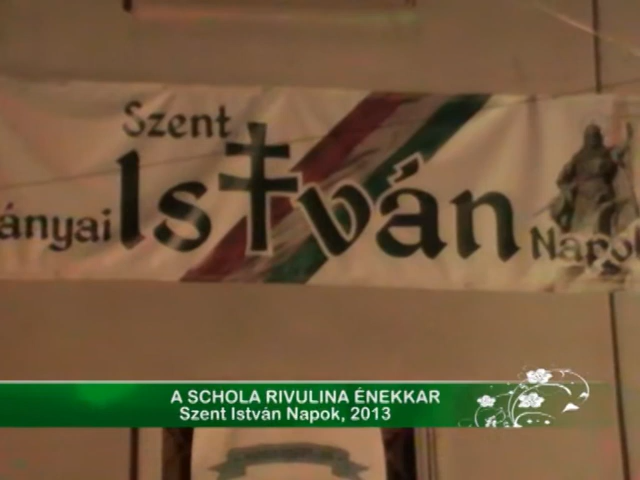 Szent
ányai István Napok
A SCHOLA RIVULINA ÉNEKKAR
Szent István Napok, 2013